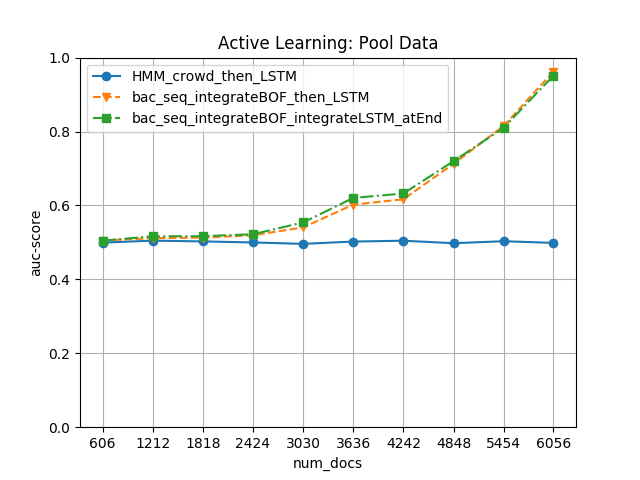 Active Learning: Pool Data
HMM_crowd_then_LSTM
bac_seq_integrateBOF_then_LSTM
bac_seq_integrateBOF_integrateLSTM_atEnd
1.0
0.8
0.6
0.4
0.2
0.0
auc-score
606 1212 1818 2424 3030 3636 4242 4848 5454 6056
num_docs